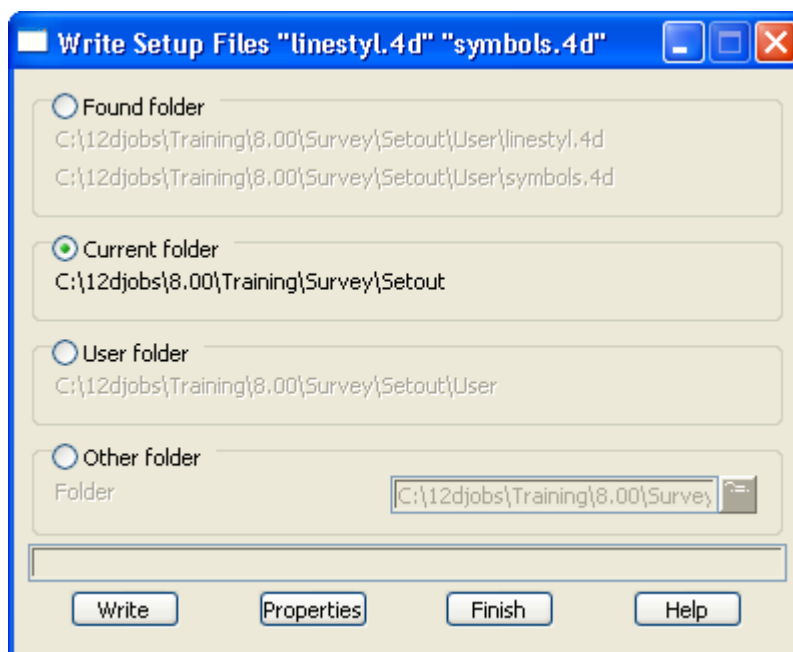 Write Setup Files "linestyl.4d" "symbols.4d"
Found folder
C:\12djobs\Training\8.00\Survey\Setout\User\linestyl.4d
C:\12djobs\Training\8.00\Survey\Setout\User\symbols.4d
Current folder
C:\12djobs\8.00\Training\Survey\Setout
User folder
C:\12djobs\Training\8.00\Survey\Setout\User
Other folder
Folder C:\12djobs\Training\8.00\Survey
Write Properties Finish Help